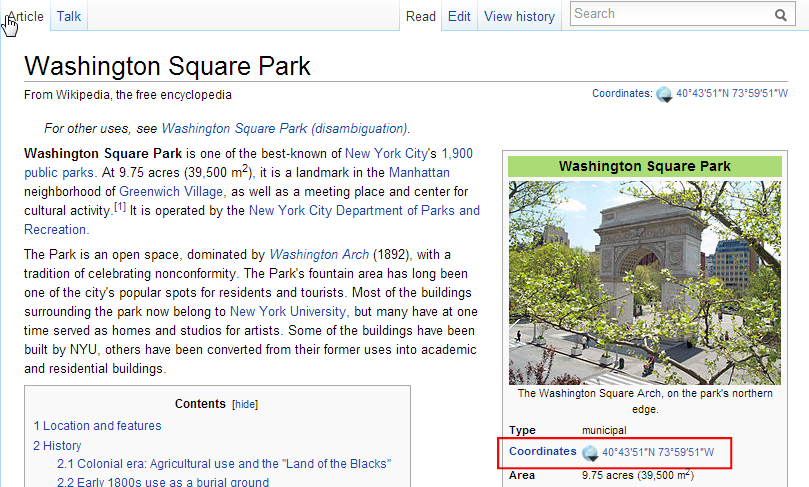 Article Talk Read Edit View history Search
Washington Square Park
From Wikipedia, the free encyclopedia
Coordinates: 40°43′51″N 73°59′51″W
For other uses, see Washington Square Park (disambiguation).
Washington Square Park is one of the best-known of New York City's 1,900
public parks. At 9.75 acres (39,500 m²), it is a landmark in the Manhattan
neighborhood of Greenwich Village, as well as a meeting place and center for
cultural activity.[1] It is operated by the New York City Department of Parks and
Recreation.
The Park is an open space, dominated by Washington Arch (1892), with a
tradition of celebrating nonconformity. The Park's fountain area has long been
one of the city's popular spots for residents and tourists. Most of the buildings
surrounding the park now belong to New York University, but many have at one
time served as homes and studios for artists. Some of the buildings have been
built by NYU, others have been converted from their former uses into academic
and residential buildings.
Contents [hide]
1 Location and features
2 History
2.1 Colonial era: Agricultural use and the "Land of the Blacks"
2.2 Early 1800s use as a burial ground
Washington Square Park
The Washington Square Arch, on the park's northern
edge.
Type municipal
Coordinates 40°43′51″N 73°59′51″W
Area 9.75 acres (39,500 m²)